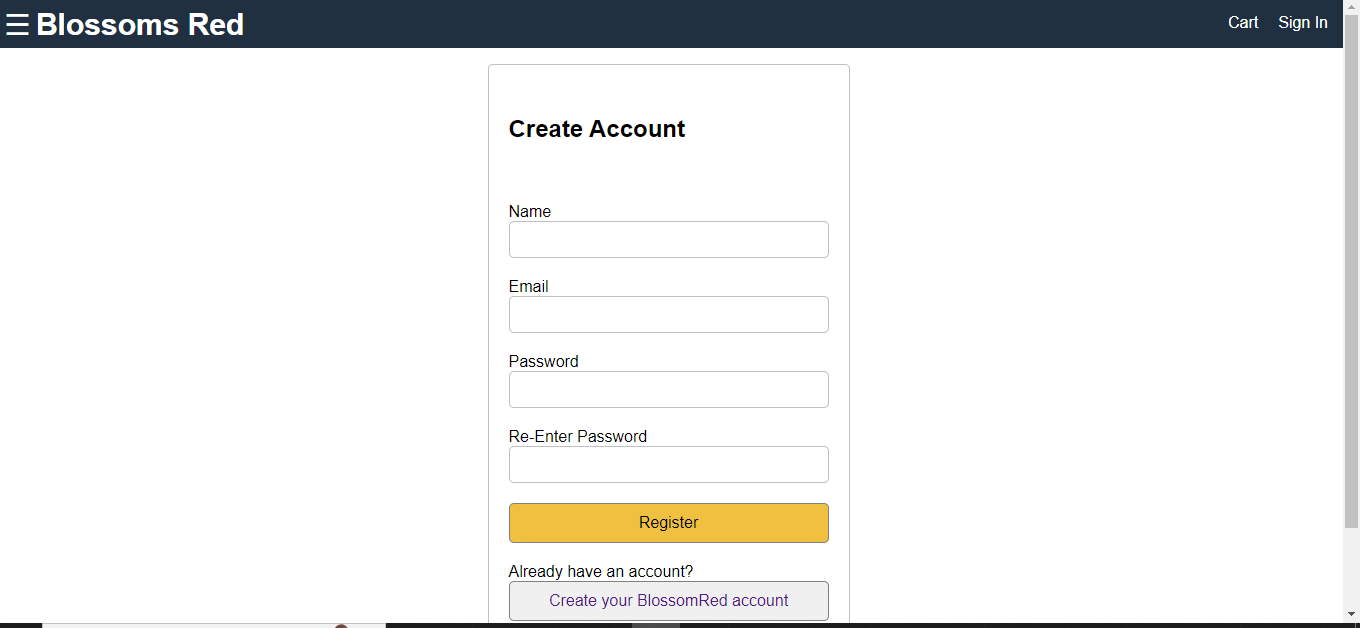 ☰ Blossoms Red
Cart Sign In
Create Account
Name
Email
Password
Re-Enter Password
Register
Already have an account?
Create your BlossomRed account